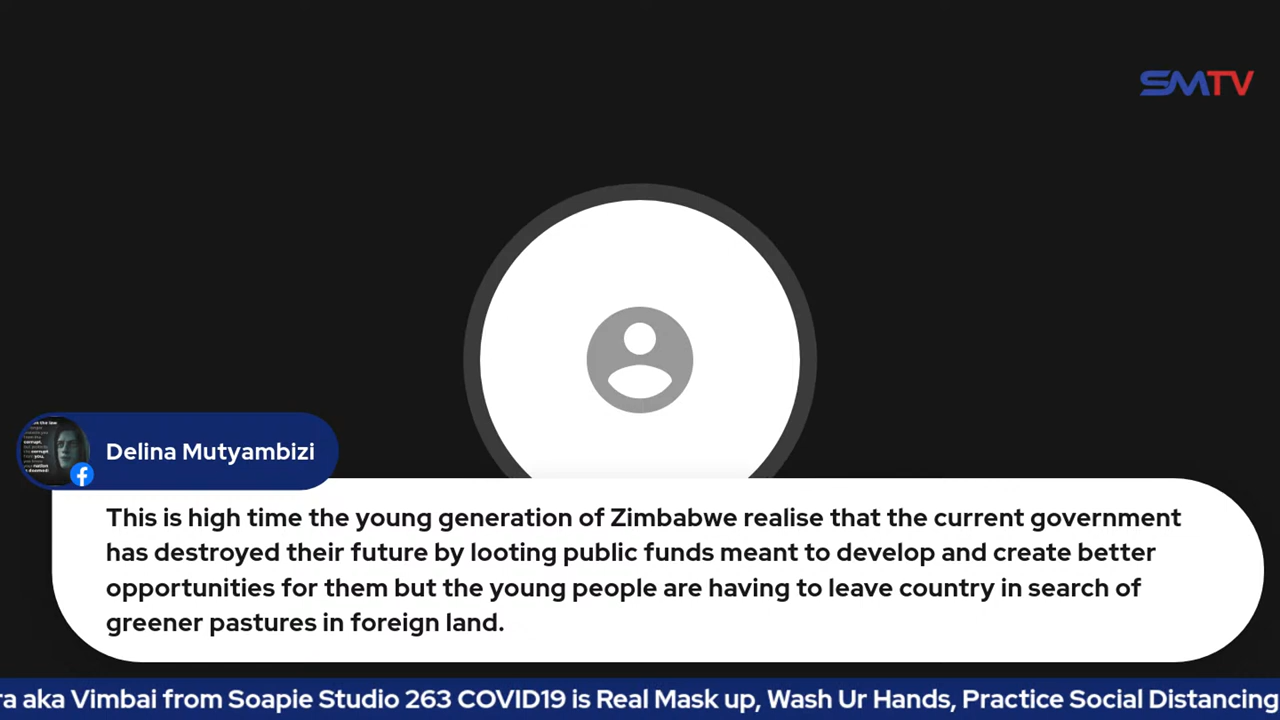 SMTV
Delina Mutyambizi
This is high time the young generation of Zimbabwe realise that the current government
has destroyed their future by looting public funds meant to develop and create better
opportunities for them but the young people are having to leave country in search of
greener pastures in foreign land.
ra aka Vimbai from Soapie Studio 263 COVID19 is Real Mask up, Wash Ur Hands, Practice Social Distancing